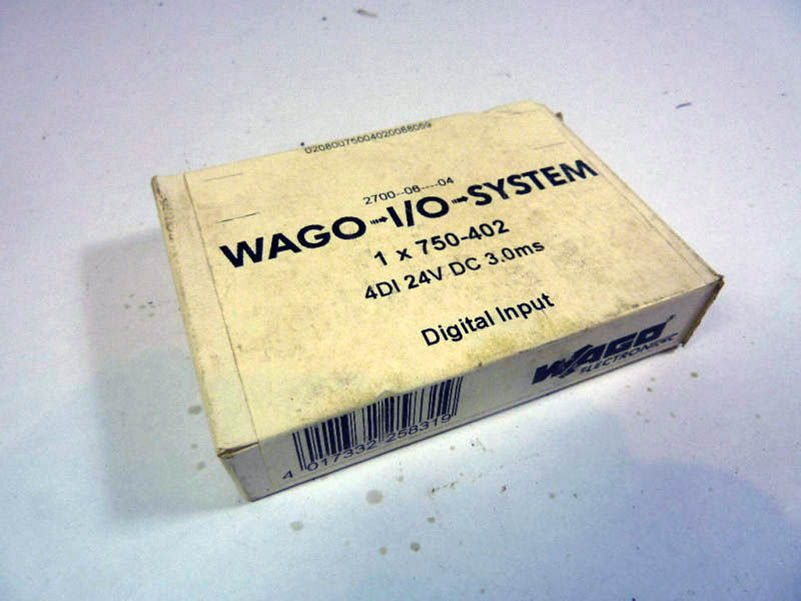 02080075004020088059
2700--06----04
WAGO➟I/O➟SYSTEM
1 x 750-402
4DI 24V DC 3.0ms
Digital Input
WAGO®
ELECTRONIC
4 017332 258319